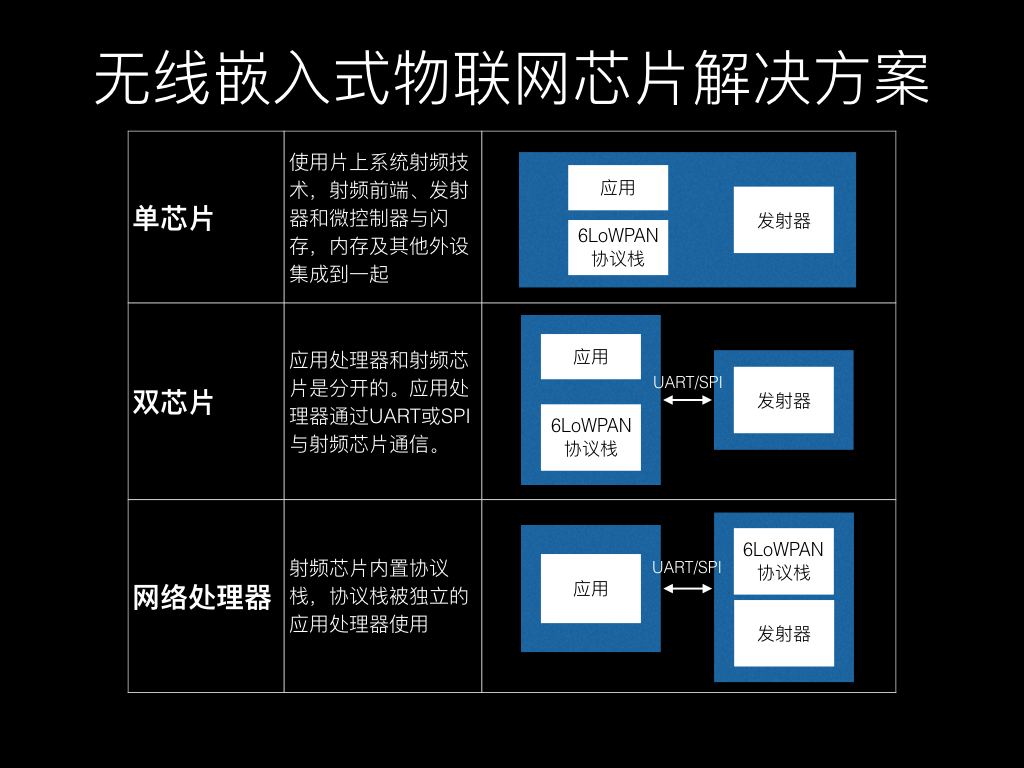 无线嵌入式物联网芯片解决方案
单芯片
使用片上系统射频技
术，射频前端、发射
器和微控制器与闪
存，内存及其他外设
集成到一起
应用
6LoWPAN
协议栈
发射器
双芯片
应用处理器和射频芯
片是分开的。应用处
理器通过UART或SPI
与射频芯片通信。
应用
6LoWPAN
协议栈
UART/SPI
发射器
网络处理器
射频芯片内置协议
栈，协议栈被独立的
应用处理器使用
应用
UART/SPI
6LoWPAN
协议栈
发射器